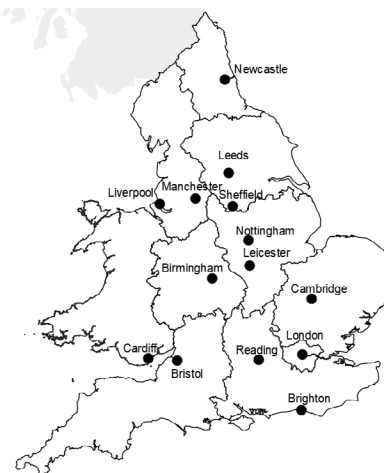 Newcastle
Leeds
Liverpool
Manchester
Sheffield
Nottingham
Leicester
Birmingham
Cambridge
Cardiff
Bristol
Reading
London
Brighton